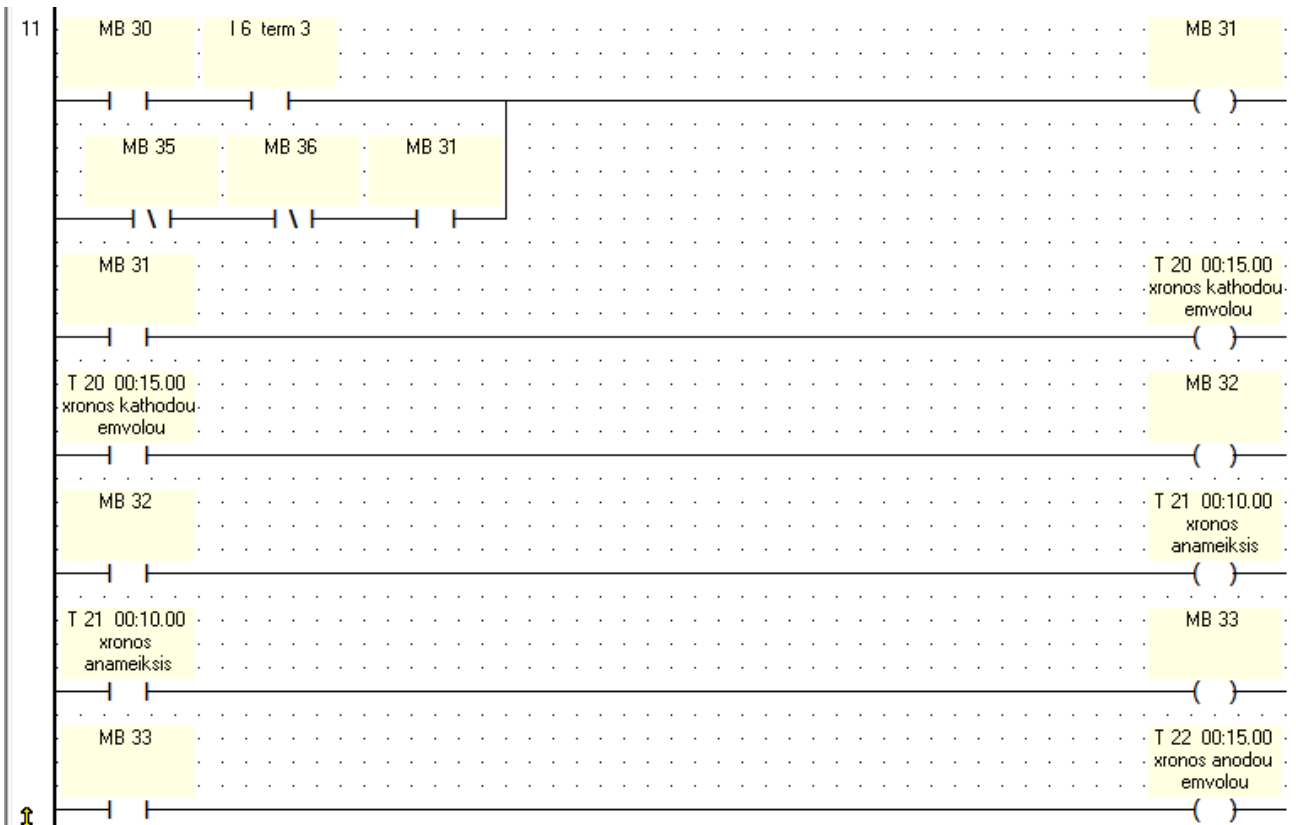 11
MB 30 I 6 term 3 MB 31
MB 35 MB 36 MB 31
MB 31 T 20 00:15.00
xronos kathodou
emvolou
T 20 00:15.00 MB 32
xronos kathodou
emvolou
MB 32 T 21 00:10.00
xronos
anameiksis
T 21 00:10.00 MB 33
xronos
anameiksis
MB 33 T 22 00:15.00
xronos anodou
emvolou